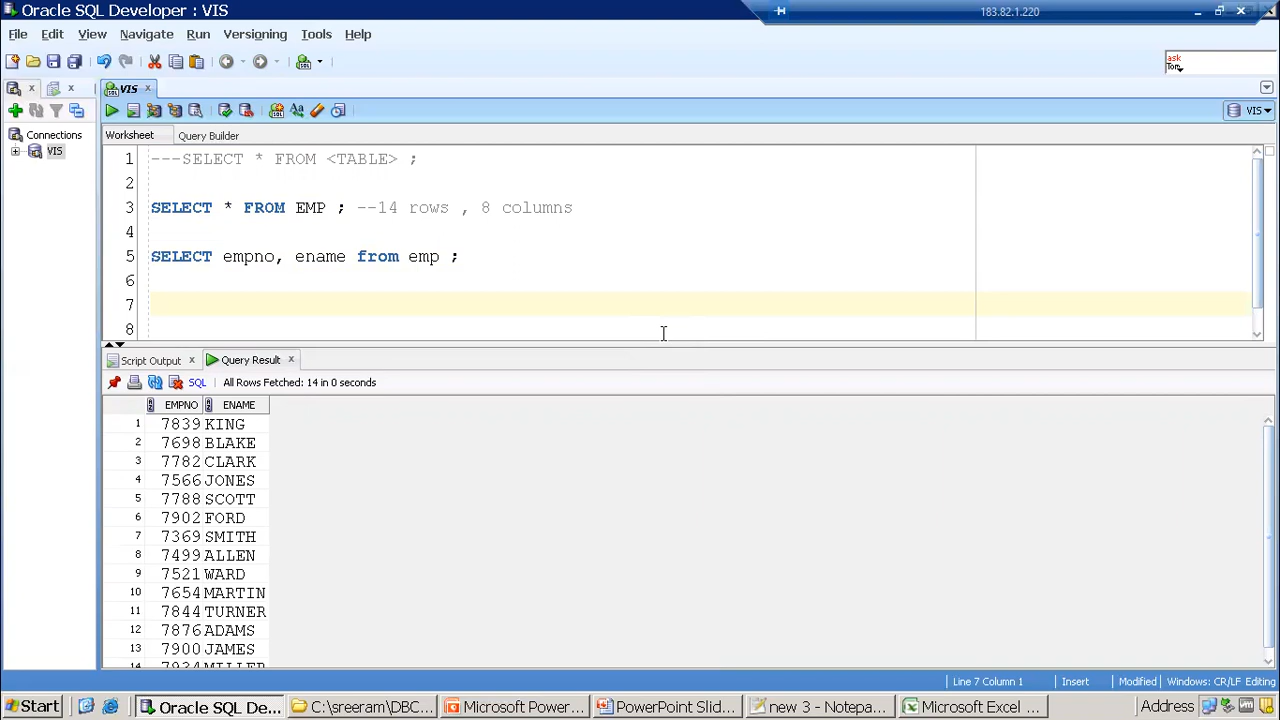 Oracle SQL Developer : VIS
183.82.1.220
File Edit View Navigate Run Versioning Tools Help
ask
Tom
VIS
VIS
Connections
VIS
Worksheet Query Builder
1 ---SELECT * FROM <TABLE> ;
2
3 SELECT * FROM EMP ; --14 rows , 8 columns
4
5 SELECT empno, ename from emp ;
6
7
8
Script Output Query Result
SQL All Rows Fetched: 14 in 0 seconds
EMPNO ENAME
1 7839 KING
2 7698 BLAKE
3 7782 CLARK
4 7566 JONES
5 7788 SCOTT
6 7902 FORD
7 7369 SMITH
8 7499 ALLEN
9 7521 WARD
10 7654 MARTIN
11 7844 TURNER
12 7876 ADAMS
13 7900 JAMES
14 7934 MILLER
Line 7 Column 1 Insert Modified Windows: CR/LF Editing
Start Oracle SQL De... C:\sreeram\DBC... Microsoft Power... PowerPoint Slid... new 3 - Notepa... Microsoft Excel ... Address